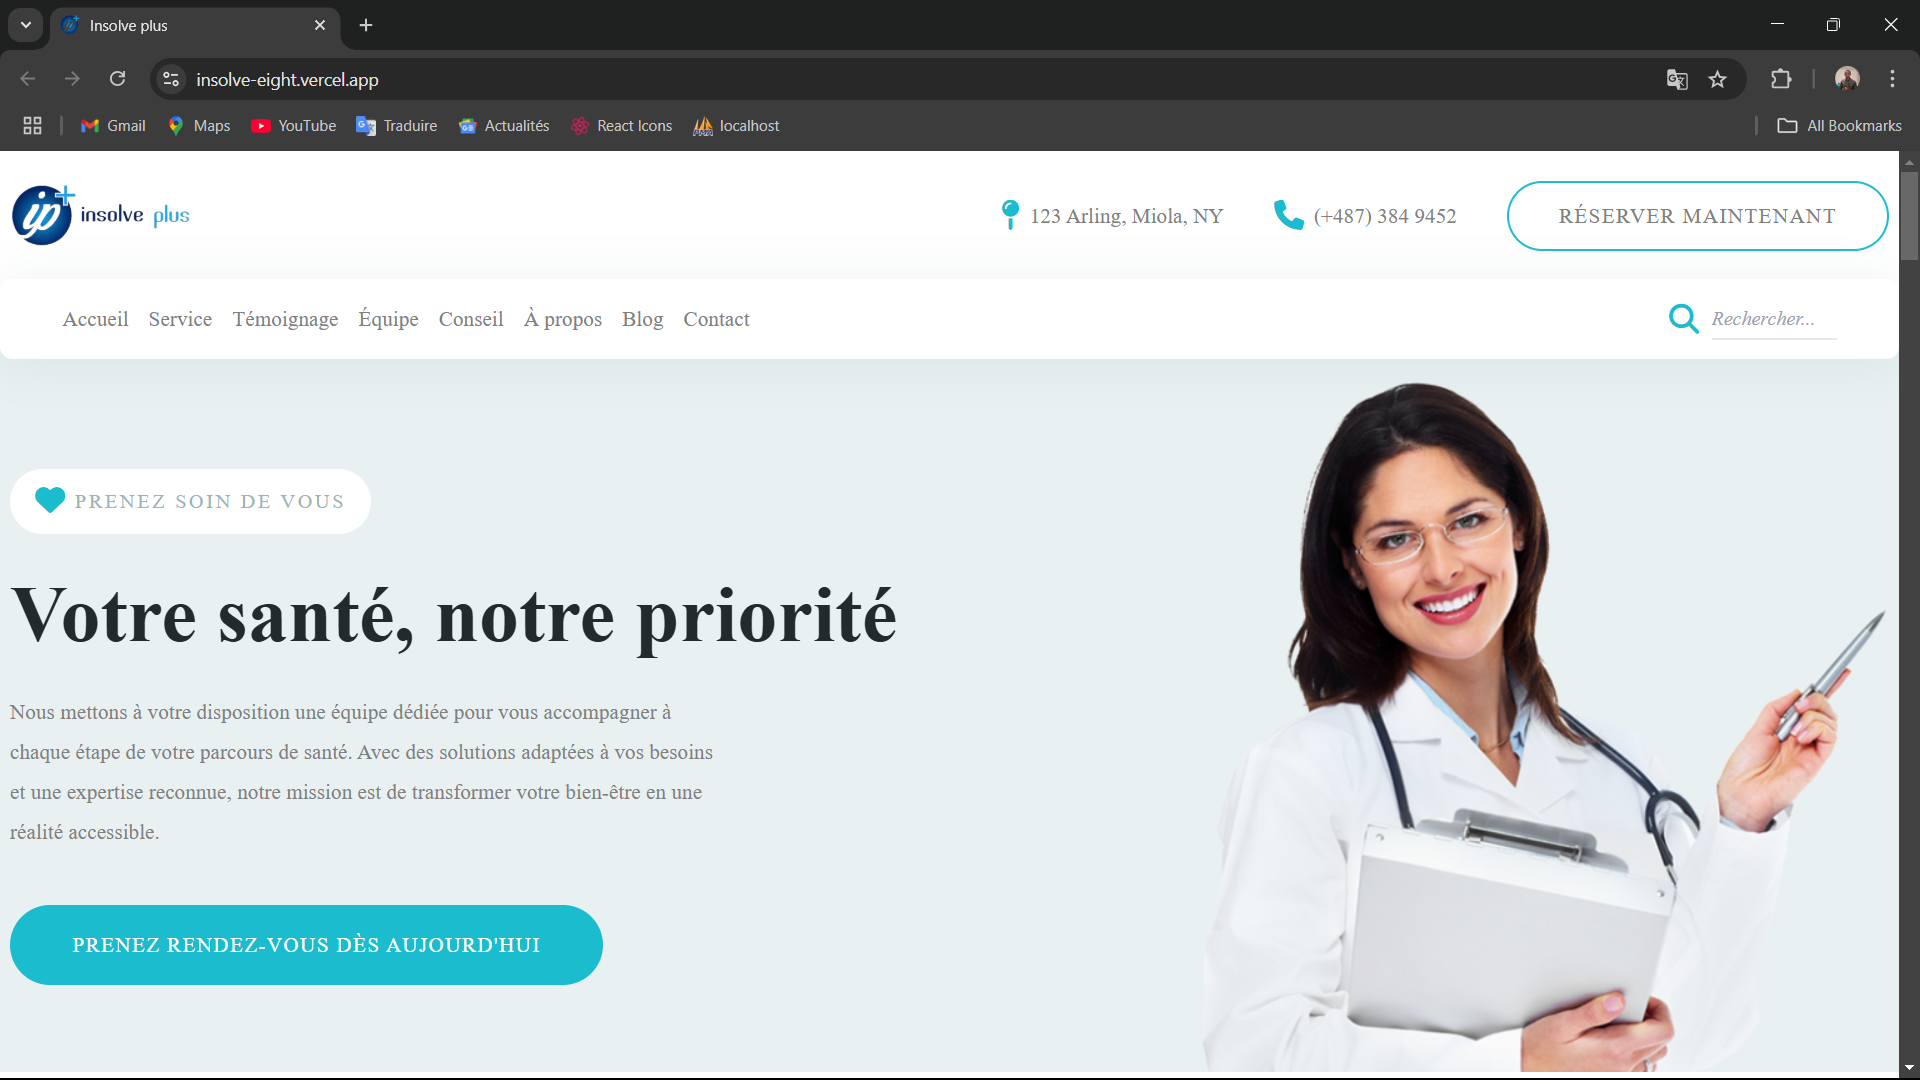 Insolve plus
insolve-eight.vercel.app
Gmail
Maps
YouTube
Traduire
Actualités
React Icons
localhost
All Bookmarks
ip+ insolve plus
123 Arling, Miola, NY
(+487) 384 9452
RÉSERVER MAINTENANT
Accueil
Service
Témoignage
Équipe
Conseil
À propos
Blog
Contact
Rechercher...
PRENEZ SOIN DE VOUS
Votre santé, notre priorité
Nous mettons à votre disposition une équipe dédiée pour vous accompagner à
chaque étape de votre parcours de santé. Avec des solutions adaptées à vos besoins
et une expertise reconnue, notre mission est de transformer votre bien-être en une
réalité accessible.
PRENEZ RENDEZ-VOUS DÈS AUJOURD'HUI